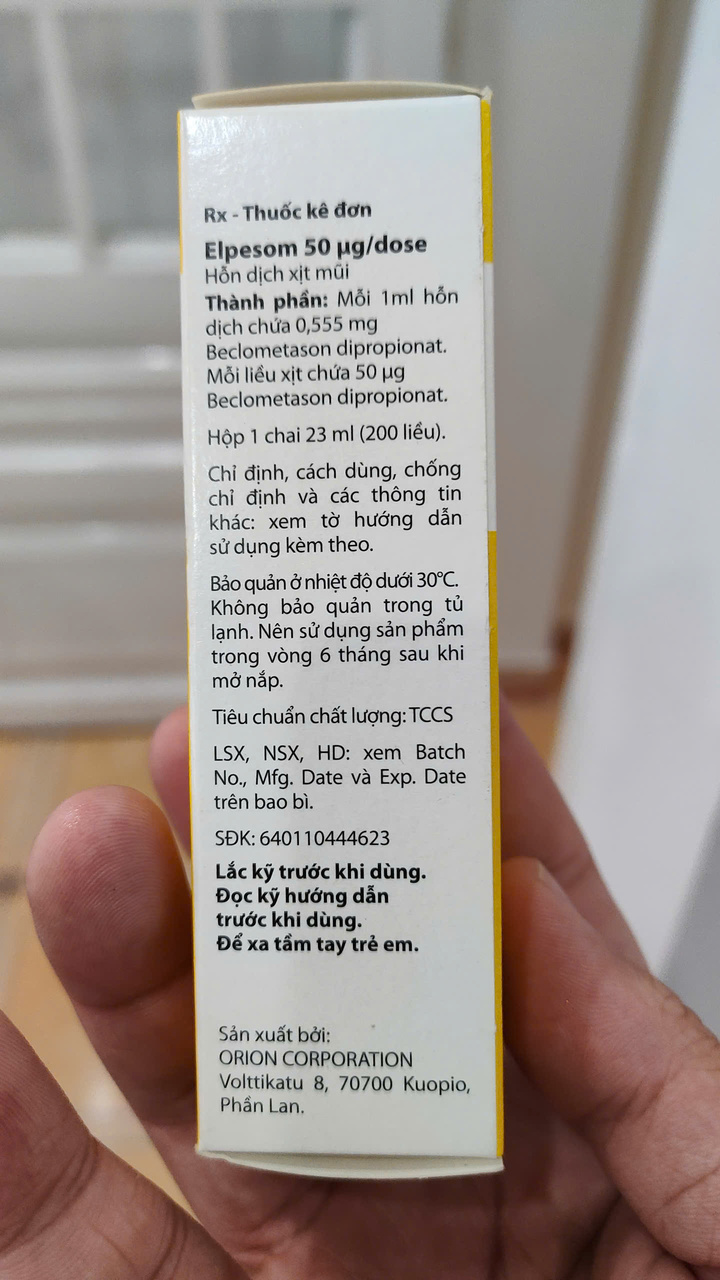 Rx - Thuốc kê đơn
Elpesom 50 µg/dose
Hỗn dịch xịt mũi
Thành phần: Mỗi 1ml hỗn
dịch chứa 0,555 mg
Beclometason dipropionat.
Mỗi liều xịt chứa 50 µg
Beclometason dipropionat.
Hộp 1 chai 23 ml (200 liều).
Chỉ định, cách dùng, chống
chỉ định và các thông tin
khác: xem tờ hướng dẫn
sử dụng kèm theo.
Bảo quản ở nhiệt độ dưới 30°C.
Không bảo quản trong tủ
lạnh. Nên sử dụng sản phẩm
trong vòng 6 tháng sau khi
mở nắp.
Tiêu chuẩn chất lượng: TCCS
LSX, NSX, HD: xem Batch
No., Mfg. Date và Exp. Date
trên bao bì.
SĐK: 640110444623
Lắc kỹ trước khi dùng.
Đọc kỹ hướng dẫn
trước khi dùng.
Để xa tầm tay trẻ em.
Sản xuất bởi:
ORION CORPORATION
Volttikatu 8, 70700 Kuopio,
Phần Lan.